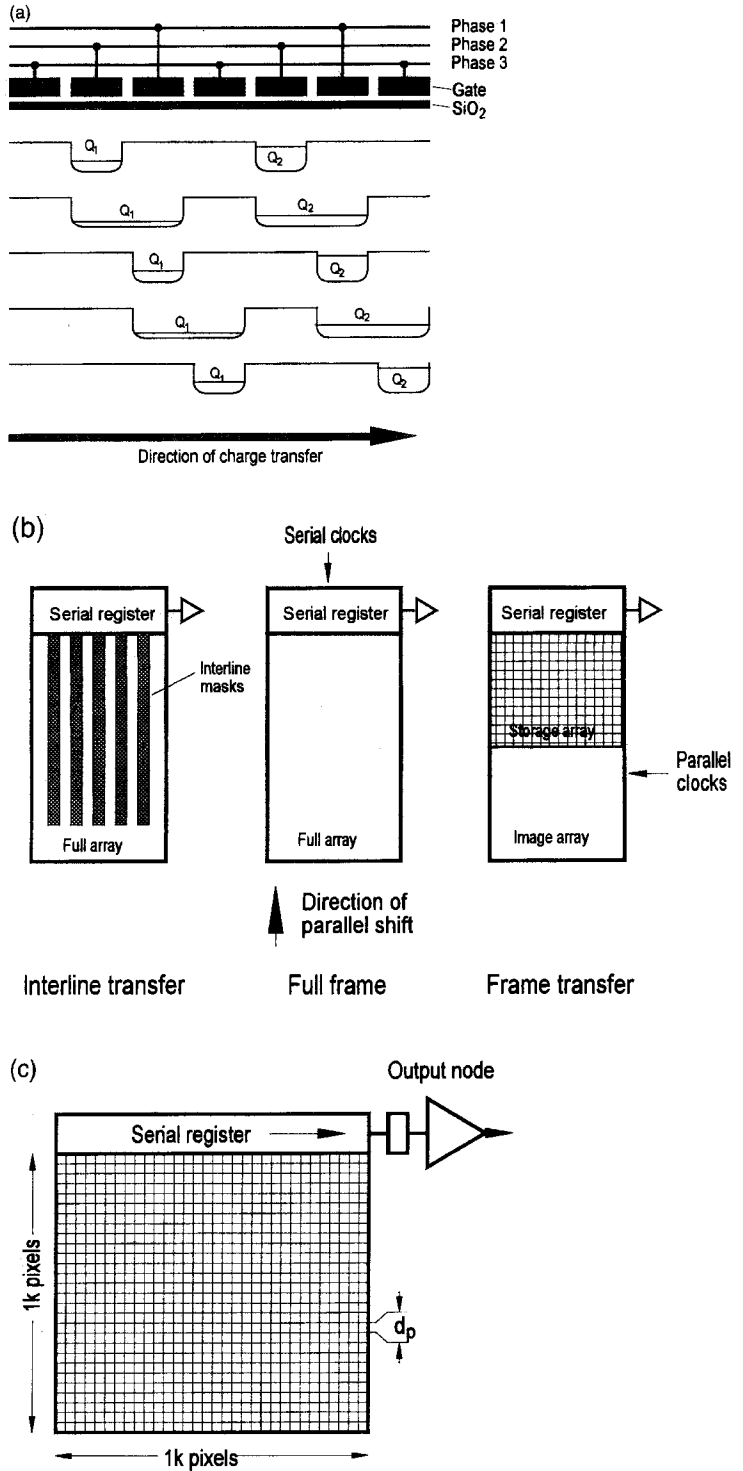 (a)
Phase 1
Phase 2
Phase 3
Gate
SiO₂
Q₁
Q₂
Q₁
Q₂
Q₁
Q₂
Q₁
Q₂
Q₁
Q₂
Direction of charge transfer
(b)
Serial clocks
Serial register
Serial register
Serial register
Interline
masks
Storage array
Parallel
clocks
Full array
Full array
Image array
Direction of
parallel shift
Interline transfer
Full frame
Frame transfer
(c)
Output node
Serial register
1k pixels
dₚ
1k pixels